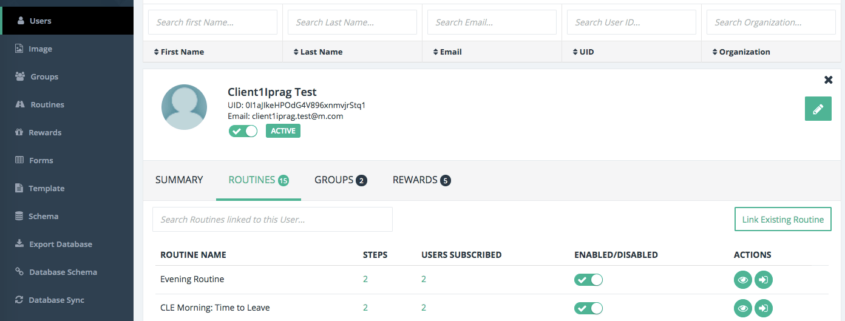 Users
Image
Groups
Routines
Rewards
Forms
Template
Schema
Export Database
Database Schema
Database Sync
Search first Name... Search Last Name... Search Email... Search User ID... Search Organization...
First Name Last Name Email UID Organization
Client1Iprag Test
UID: 0I1ajIkeHPOdG4V896xnmvjrStq1
Email: client1iprag.test@m.com
ACTIVE
SUMMARY ROUTINES 15 GROUPS 2 REWARDS 5
Search Routines linked to this User... Link Existing Routine
ROUTINE NAME STEPS USERS SUBSCRIBED ENABLED/DISABLED ACTIONS
Evening Routine 2 2
CLE Morning: Time to Leave 2 2